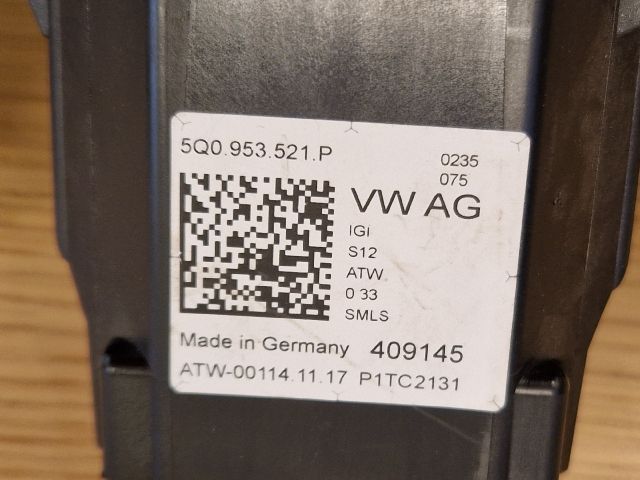 5Q0.953.521.P
0235
075
VW AG
IGI
S12
ATW
0 33
SMLS
Made in Germany 409145
ATW-00114.11.17 P1TC2131